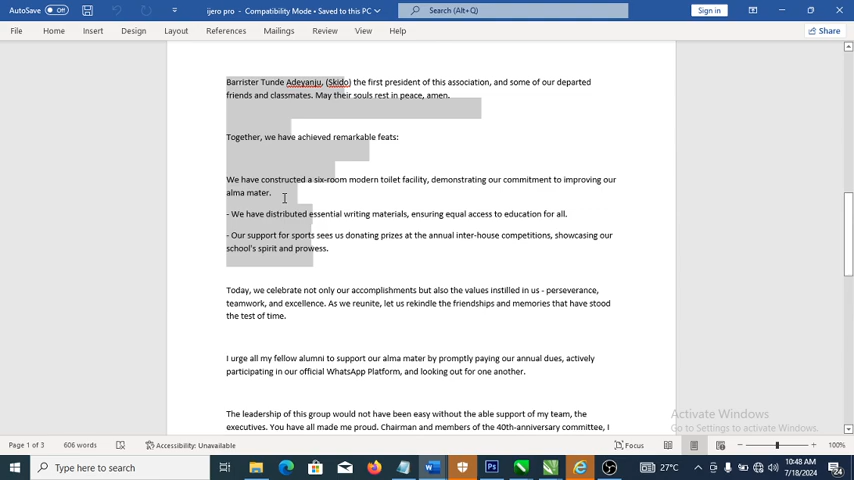 AutoSave Off ijero pro - Compatibility Mode • Saved to this PC Search (Alt+Q) Sign in
File Home Insert Design Layout References Mailings Review View Help Share
Barrister Tunde Adeyanju, (Skido) the first president of this association, and some of our departed
friends and classmates. May their souls rest in peace, amen.
Together, we have achieved remarkable feats:
We have constructed a six-room modern toilet facility, demonstrating our commitment to improving our
alma mater.
- We have distributed essential writing materials, ensuring equal access to education for all.
- Our support for sports sees us donating prizes at the annual inter-house competitions, showcasing our
school's spirit and prowess.
Today, we celebrate not only our accomplishments but also the values instilled in us - perseverance,
teamwork, and excellence. As we reunite, let us rekindle the friendships and memories that have stood
the test of time.
I urge all my fellow alumni to support our alma mater by promptly paying our annual dues, actively
participating in our official WhatsApp Platform, and looking out for one another.
The leadership of this group would not have been easy without the able support of my team, the
executives. You have all made me proud. Chairman and members of the 40th-anniversary committee, I
Activate Windows
Go to Settings to activate Windows.
Page 1 of 3 606 words Accessibility: Unavailable Focus 100%
Type here to search 27°C 10:48 AM
7/18/2024 24